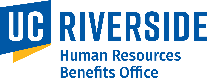 UC RIVERSIDE
Human Resources
Benefits Office